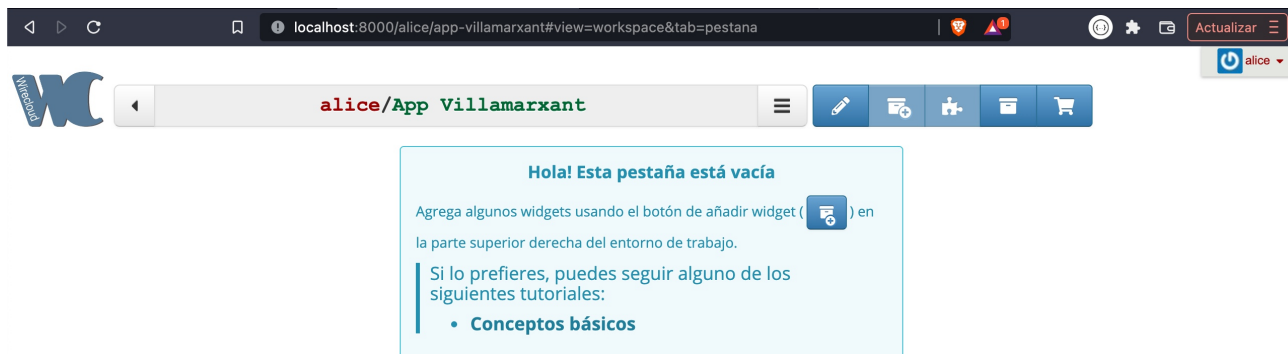 localhost:8000/alice/app-villamarxant#view=workspace&tab=pestana
1
Actualizar
alice
Wirecloud
WC
alice/App Villamarxant
Hola! Esta pestaña está vacía
Agrega algunos widgets usando el botón de añadir widget ( ) en
la parte superior derecha del entorno de trabajo.
Si lo prefieres, puedes seguir alguno de los
siguientes tutoriales:
• Conceptos básicos